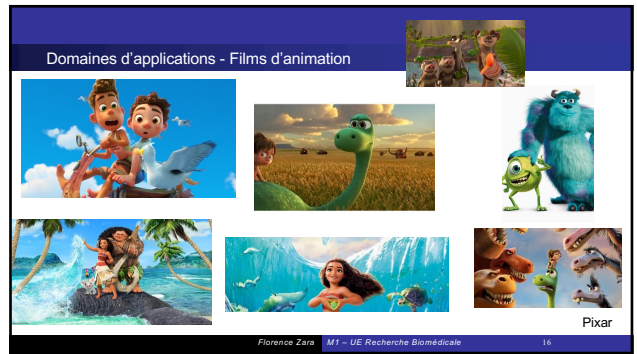 Domaines d'applications - Films d'animation
Pixar
Florence Zara M1 – UE Recherche Biomédicale 16